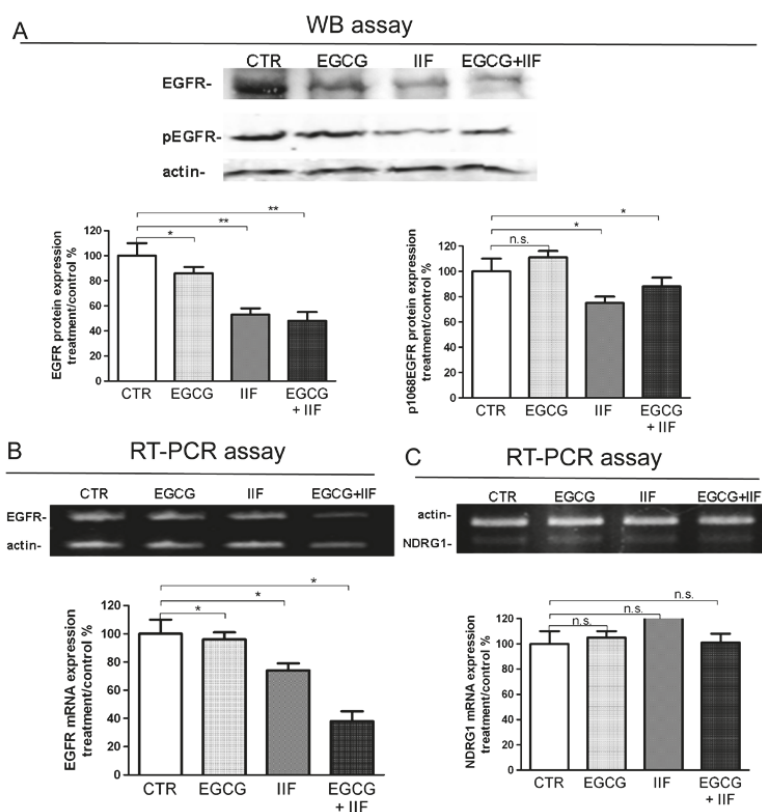 A
WB assay
CTR EGCG IIF EGCG+IIF
EGFR-
pEGFR-
actin-
EGFR protein expression
treatment/control %
120
100
80
60
40
20
0
**
**
*
CTR EGCG IIF EGCG
+ IIF
p1068EGFR protein expression
treatment/control %
120
100
80
60
40
20
0
*
*
n.s.
CTR EGCG IIF EGCG
+ IIF
B
RT-PCR assay
CTR EGCG IIF EGCG+IIF
EGFR-
actin-
EGFR mRNA expression
treatment/control %
120
100
80
60
40
20
0
*
*
*
CTR EGCG IIF EGCG
+ IIF
C
RT-PCR assay
CTR EGCG IIF EGCG+IIF
actin-
NDRG1-
NDRG1 mRNA expression
treatment/control %
120
100
80
60
40
20
0
n.s.
n.s.
n.s.
CTR EGCG IIF EGCG
+ IIF